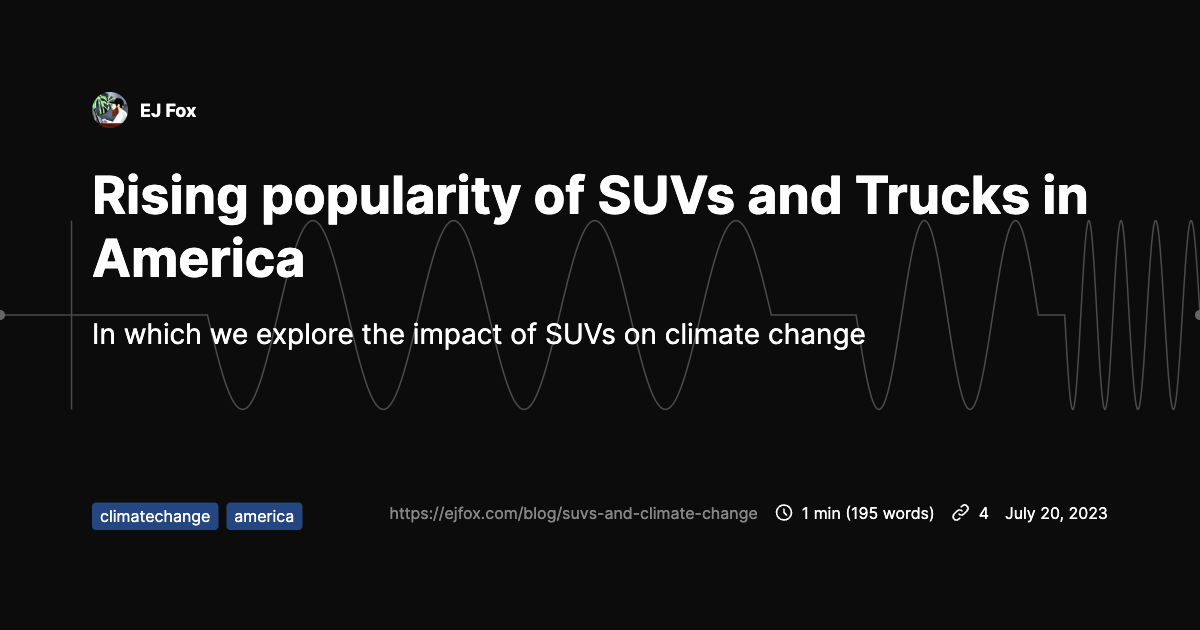 EJ Fox
Rising popularity of SUVs and Trucks in
America
In which we explore the impact of SUVs on climate change
climatechange america https://ejfox.com/blog/suvs-and-climate-change 1 min (195 words) 4 July 20, 2023